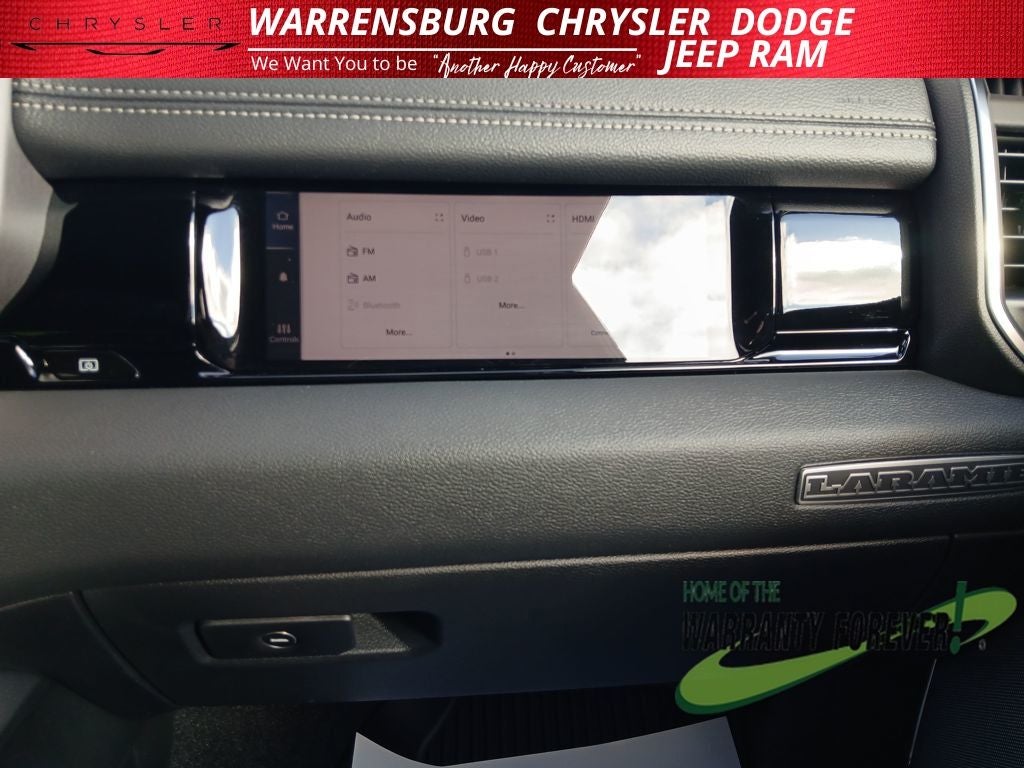 CHRYSLER
WARRENSBURG CHRYSLER DODGE
JEEP RAM
We Want You to be "Another Happy Customer"
Home
Controls
Audio
FM
AM
Bluetooth
More...
Video
USB 1
USB 2
More...
HDMI
LARAMIE
HOME OF THE
WARRANTY FOREVER!